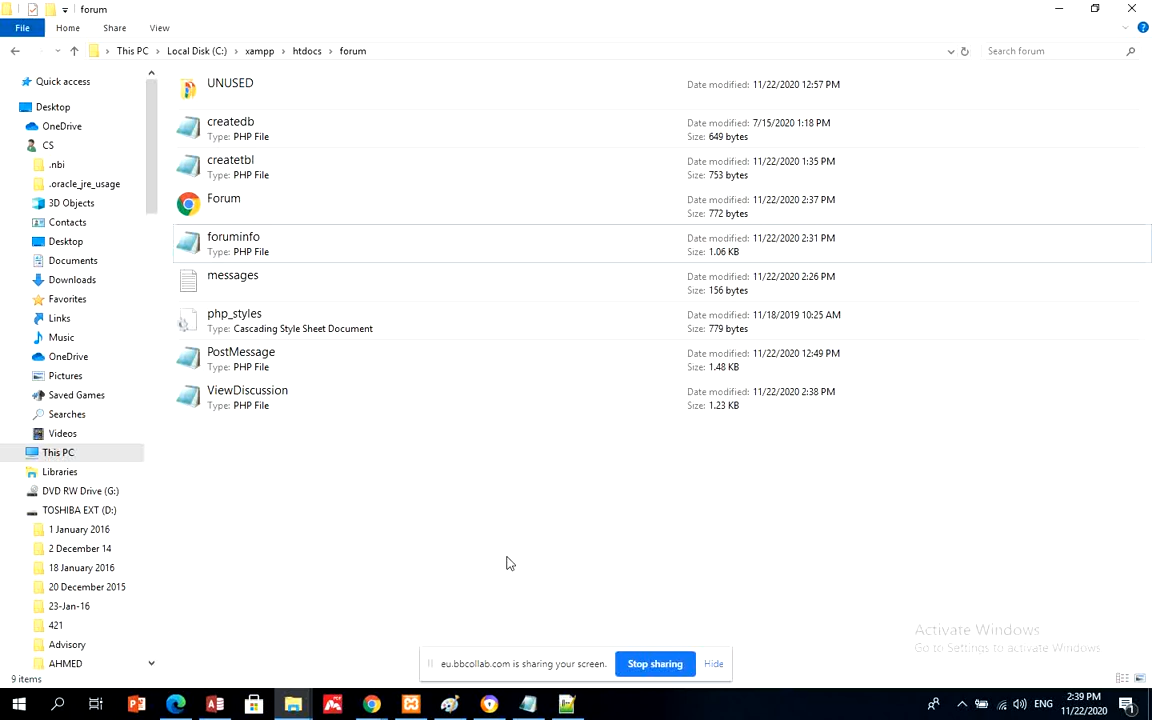 forum
File Home Share View
This PC Local Disk (C:) xampp htdocs forum Search forum
Quick access
Desktop
OneDrive
CS
.nbi
.oracle_jre_usage
3D Objects
Contacts
Desktop
Documents
Downloads
Favorites
Links
Music
OneDrive
Pictures
Saved Games
Searches
Videos
This PC
Libraries
DVD RW Drive (G:)
TOSHIBA EXT (D:)
1 January 2016
2 December 14
18 January 2016
20 December 2015
23-Jan-16
421
Advisory
AHMED
UNUSED Date modified: 11/22/2020 12:57 PM
createdb Date modified: 7/15/2020 1:18 PM
Type: PHP File Size: 649 bytes
createtbl Date modified: 11/22/2020 1:35 PM
Type: PHP File Size: 753 bytes
Forum Date modified: 11/22/2020 2:37 PM
Size: 772 bytes
foruminfo Date modified: 11/22/2020 2:31 PM
Type: PHP File Size: 1.06 KB
messages Date modified: 11/22/2020 2:26 PM
Size: 156 bytes
php_styles Date modified: 11/18/2019 10:25 AM
Type: Cascading Style Sheet Document Size: 779 bytes
PostMessage Date modified: 11/22/2020 12:49 PM
Type: PHP File Size: 1.48 KB
ViewDiscussion Date modified: 11/22/2020 2:38 PM
Type: PHP File Size: 1.23 KB
Activate Windows
Go to Settings to activate Windows.
eu.bbcollab.com is sharing your screen. Stop sharing Hide
9 items
ENG 2:39 PM
11/22/2020